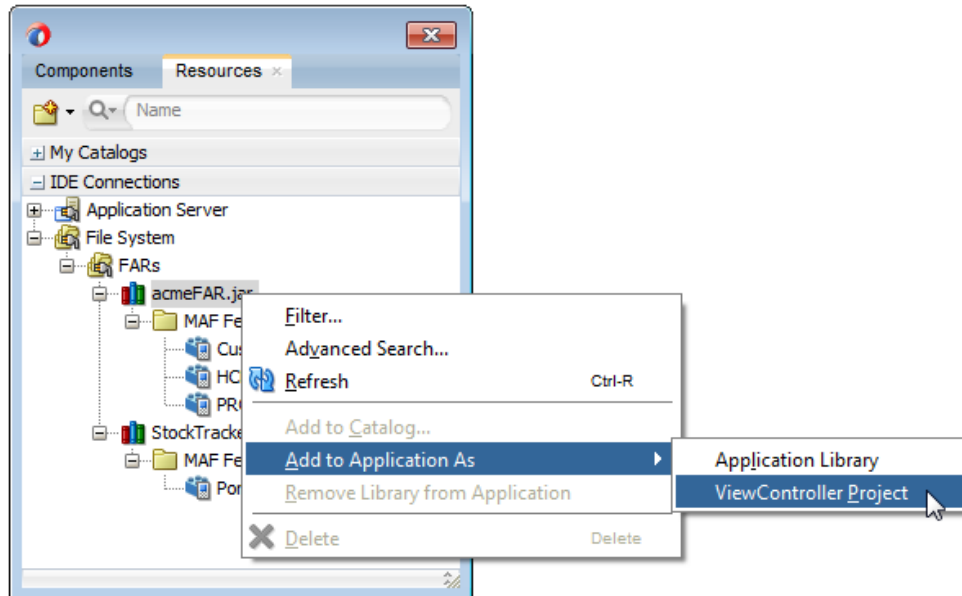 Components Resources
Name
My Catalogs
IDE Connections
Application Server
File System
FARs
acmeFAR.jar
MAF Fe
Cus
HC
PR
StockTracke
MAF Fe
Por
Filter...
Advanced Search...
Refresh Ctrl-R
Add to Catalog...
Add to Application As
Remove Library from Application
Delete Delete
Application Library
ViewController Project